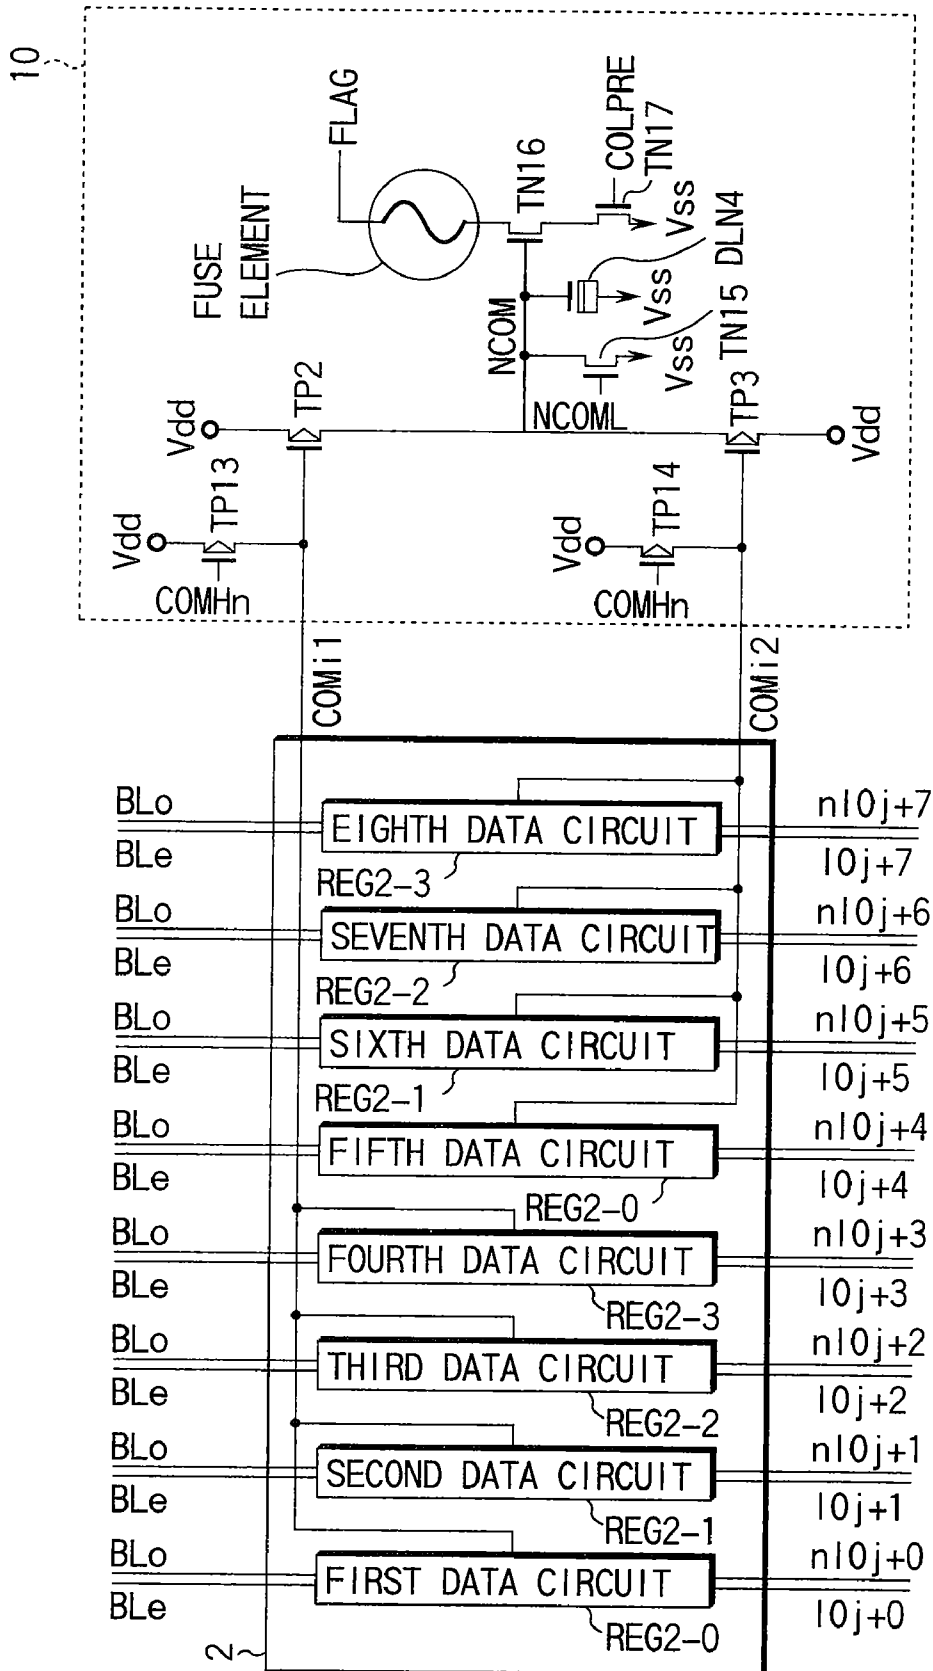 10
FLAG
FUSE
ELEMENT
TN16
COLPRE
TN17
Vss
DLN4
Vss
TN15
Vss
NCOM
NCOML
Vdd
TP2
TP3
Vdd
Vdd
TP13
COMHn
Vdd
TP14
COMHn
COMi1
COMi2
BLo
BLe
EIGHTH DATA CIRCUIT
REG2-3
nI0j+7
I0j+7
BLo
BLe
SEVENTH DATA CIRCUIT
REG2-2
nI0j+6
I0j+6
BLo
BLe
SIXTH DATA CIRCUIT
REG2-1
nI0j+5
I0j+5
BLo
BLe
FIFTH DATA CIRCUIT
REG2-0
nI0j+4
I0j+4
BLo
BLe
FOURTH DATA CIRCUIT
REG2-3
nI0j+3
I0j+3
BLo
BLe
THIRD DATA CIRCUIT
REG2-2
nI0j+2
I0j+2
BLo
BLe
SECOND DATA CIRCUIT
REG2-1
nI0j+1
I0j+1
BLo
BLe
FIRST DATA CIRCUIT
REG2-0
nI0j+0
I0j+0
2